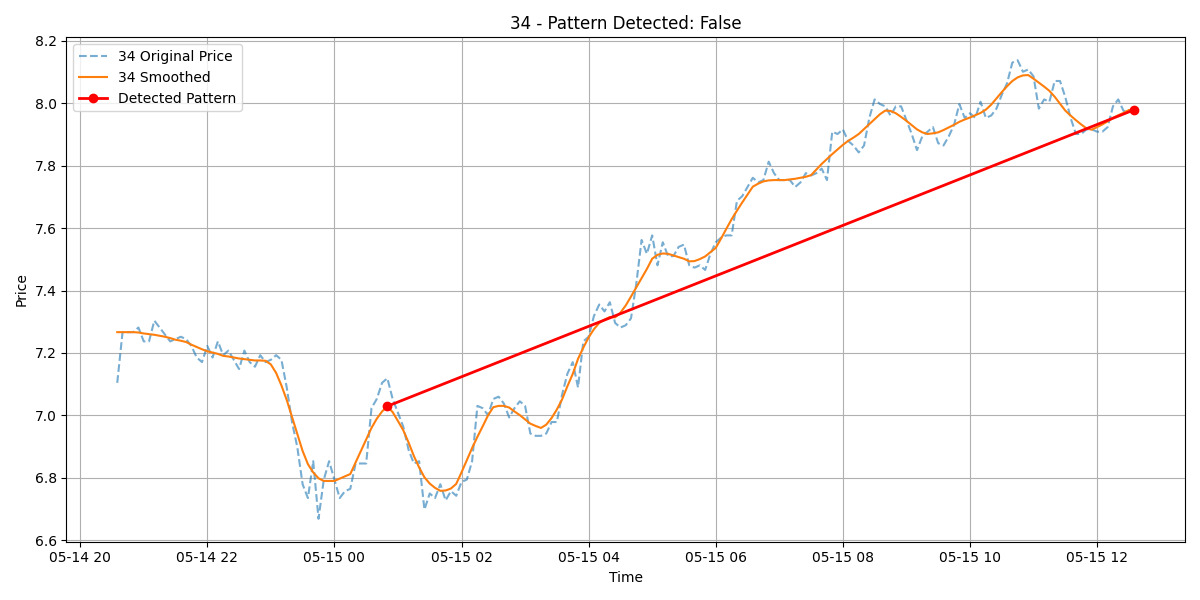 34 - Pattern Detected: False
34 Original Price
34 Smoothed
Detected Pattern
Price
8.2
8.0
7.8
7.6
7.4
7.2
7.0
6.8
6.6
05-14 20 05-14 22 05-15 00 05-15 02 05-15 04 05-15 06 05-15 08 05-15 10 05-15 12
Time